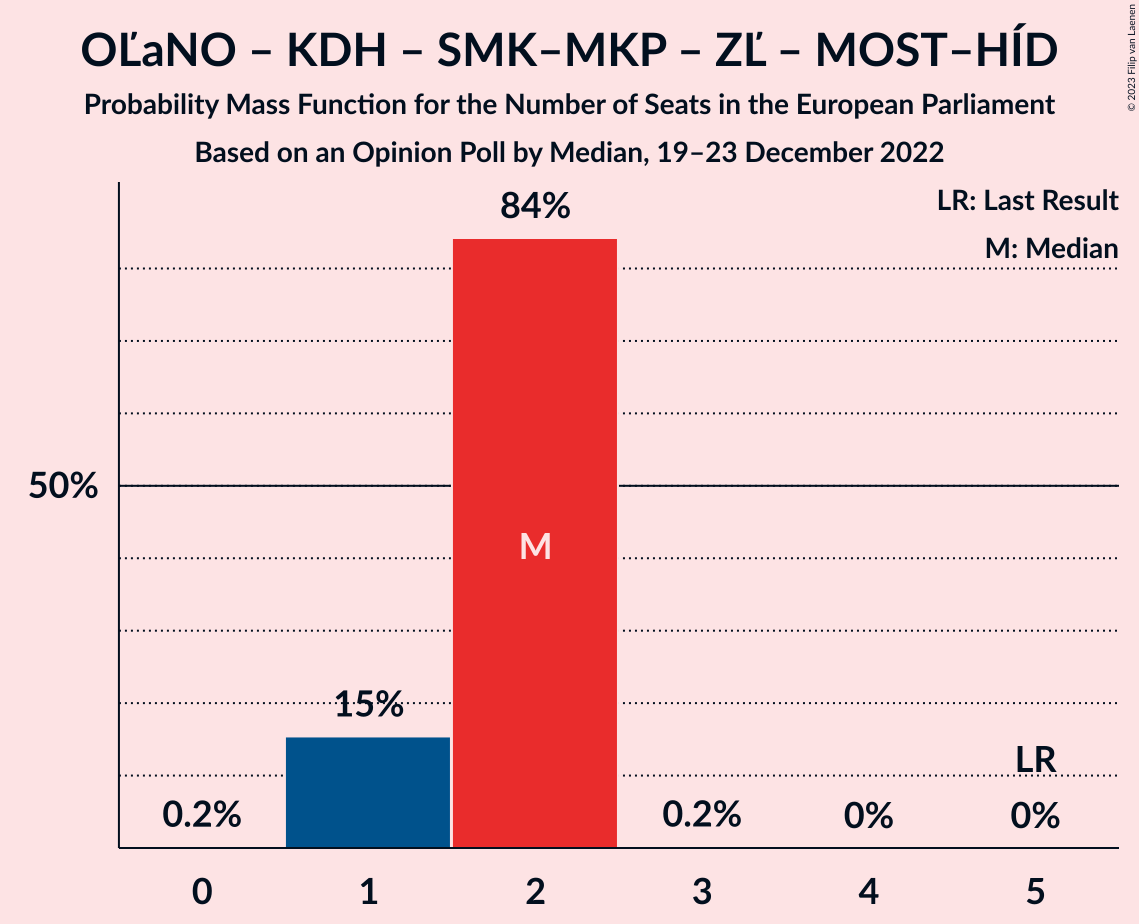 OĽaNO – KDH – SMK–MKP – ZĽ – MOST–HÍD
Probability Mass Function for the Number of Seats in the European Parliament
Based on an Opinion Poll by Median, 19–23 December 2022
© 2023 Filip van Laenen
LR: Last Result
M: Median
84%
50%
M
15%
LR
0.2%
0.2%
0%
0%
0 1 2 3 4 5